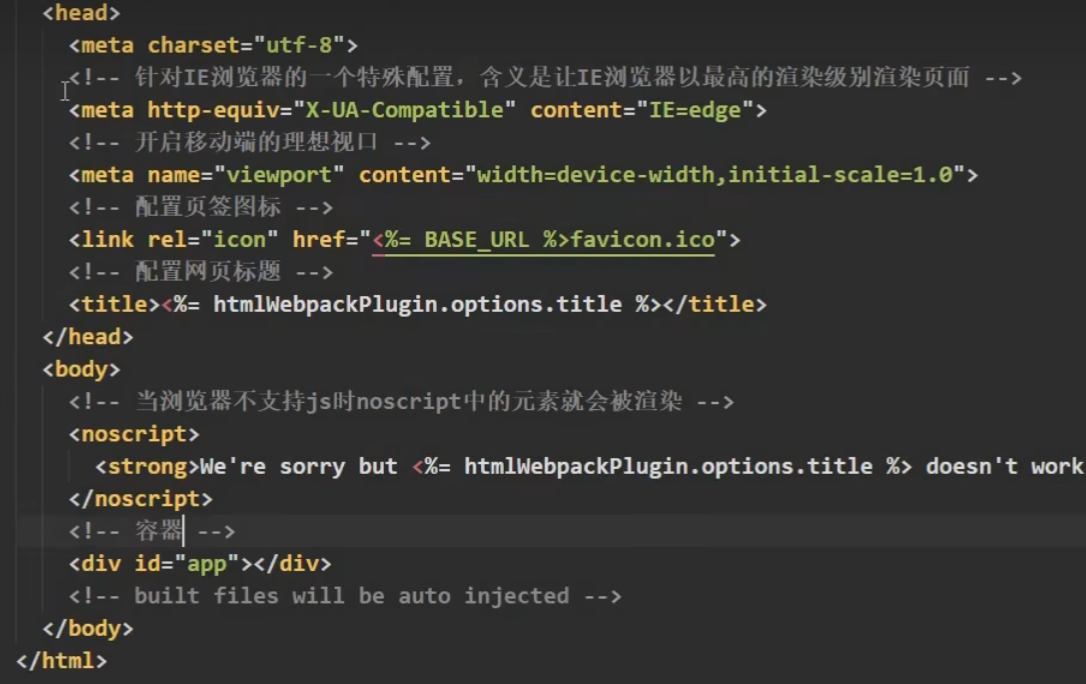 <head>
<meta charset="utf-8">
<!-- 针对IE浏览器的一个特殊配置，含义是让IE浏览器以最高的渲染级别渲染页面 -->
<meta http-equiv="X-UA-Compatible" content="IE=edge">
<!-- 开启移动端的理想视口 -->
<meta name="viewport" content="width=device-width,initial-scale=1.0">
<!-- 配置页签图标 -->
<link rel="icon" href="<%= BASE_URL %>favicon.ico">
<!-- 配置网页标题 -->
<title><%= htmlWebpackPlugin.options.title %></title>
</head>
<body>
<!-- 当浏览器不支持js时noscript中的元素就会被渲染 -->
<noscript>
<strong>We're sorry but <%= htmlWebpackPlugin.options.title %> doesn't work
</noscript>
<!-- 容器 -->
<div id="app"></div>
<!-- built files will be auto injected -->
</body>
</html>